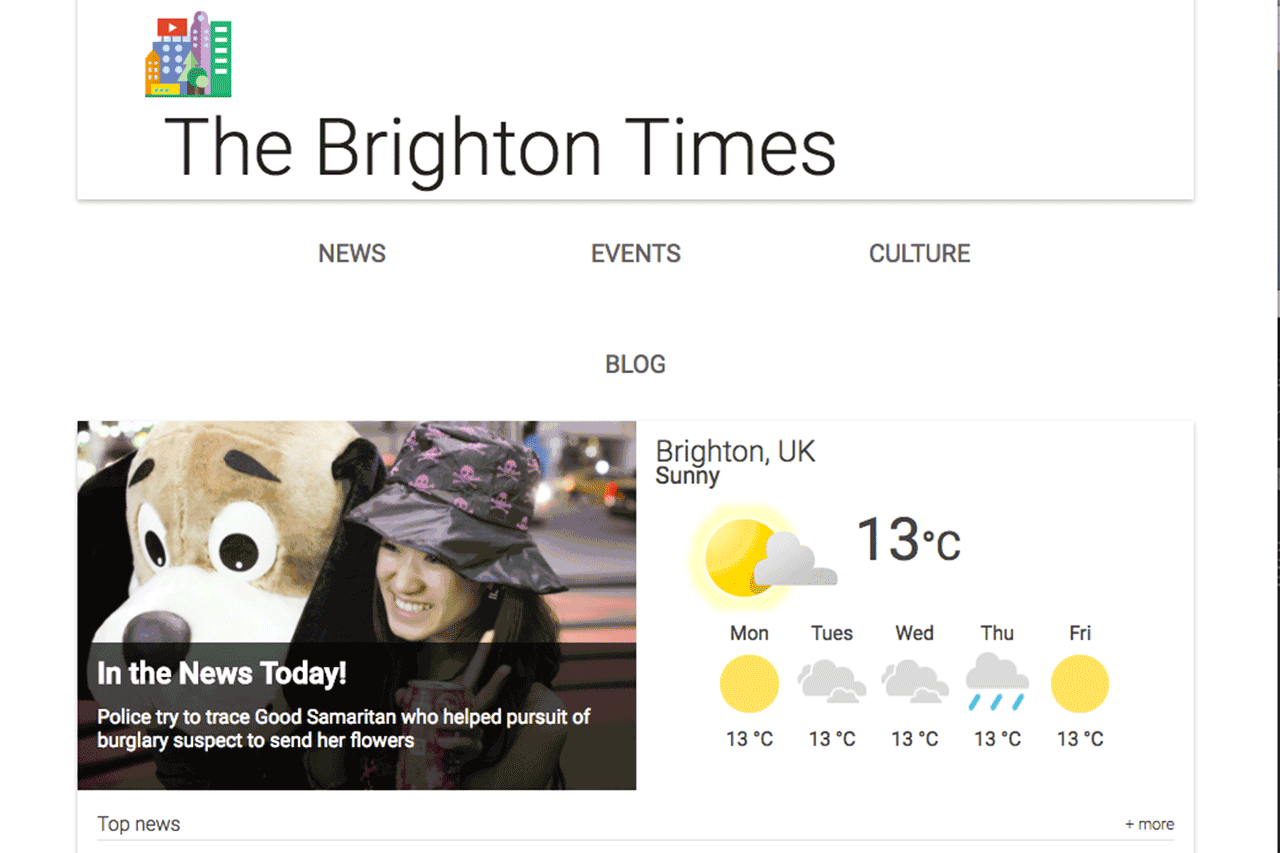 The Brighton Times
NEWS
EVENTS
CULTURE
BLOG
In the News Today!
Police try to trace Good Samaritan who helped pursuit of
burglary suspect to send her flowers
Brighton, UK
Sunny
13°C
Mon Tues Wed Thu Fri
13 °C 13 °C 13 °C 13 °C 13 °C
Top news
+ more